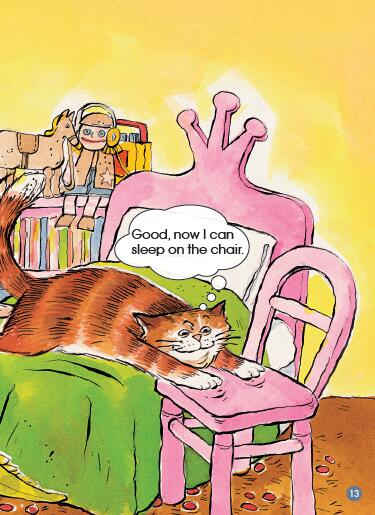 Good, now I can
sleep on the chair.
13